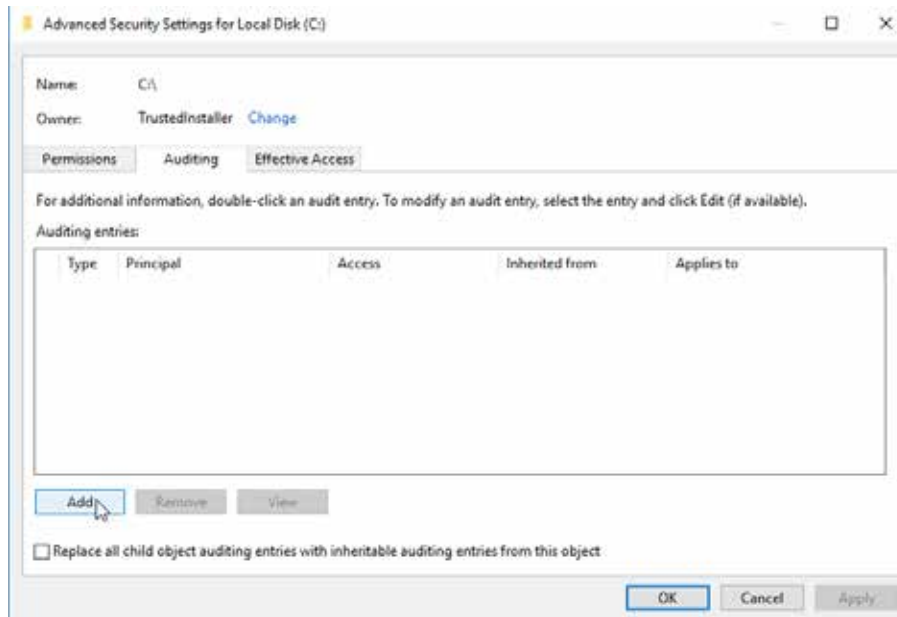 Advanced Security Settings for Local Disk (C:)
Name: C:\
Owner: TrustedInstaller Change
Permissions Auditing Effective Access
For additional information, double-click an audit entry. To modify an audit entry, select the entry and click Edit (if available).
Auditing entries:
Type Principal Access Inherited from Applies to
Add Remove View
Replace all child object auditing entries with inheritable auditing entries from this object
OK Cancel Apply